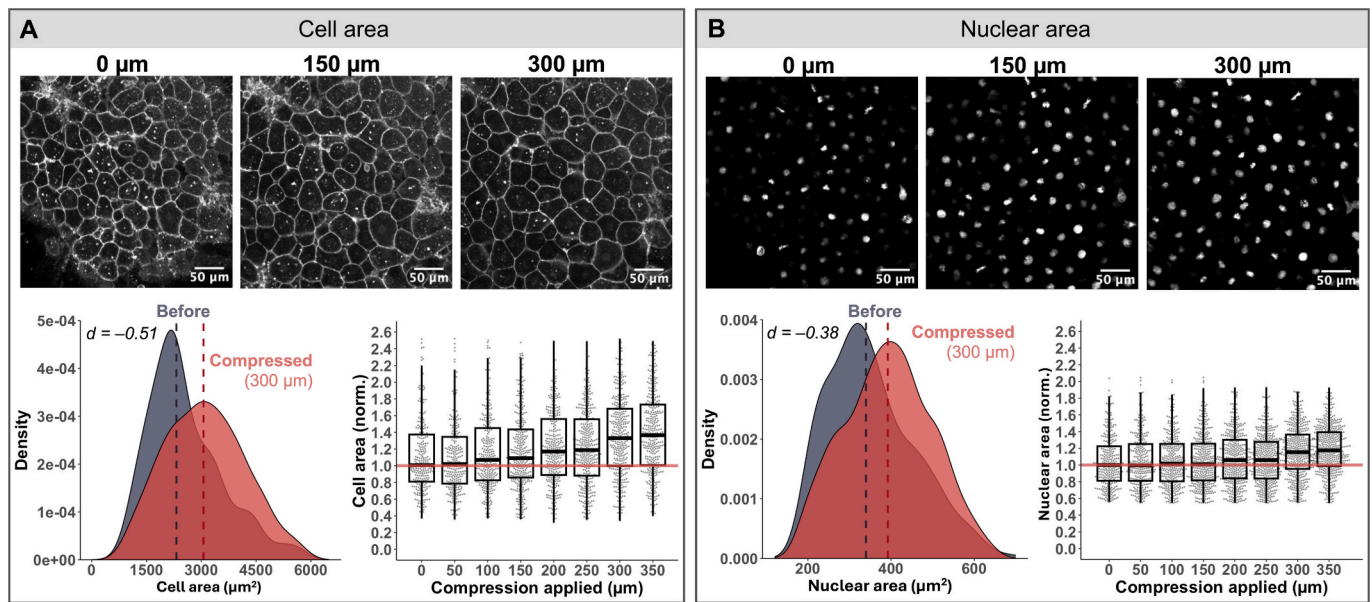 A Cell area
0 µm 150 µm 300 µm
50 µm 50 µm 50 µm
Before
d = –0.51
Compressed
(300 µm)
5e-04
4e-04
3e-04
2e-04
1e-04
0e+00
Density
0 1500 3000 4500 6000
Cell area (µm²)
2.6
2.4
2.2
2.0
1.8
1.6
1.4
1.2
1.0
0.8
0.6
0.4
0.2
0.0
Cell area (norm.)
0 50 100 150 200 250 300 350
Compression applied (µm)
B Nuclear area
0 µm 150 µm 300 µm
50 µm 50 µm 50 µm
Before
d = –0.38
Compressed
(300 µm)
0.004
0.003
0.002
0.001
0.000
Density
200 400 600
Nuclear area (µm²)
2.6
2.4
2.2
2.0
1.8
1.6
1.4
1.2
1.0
0.8
0.6
0.4
0.2
0.0
Nuclear area (norm.)
0 50 100 150 200 250 300 350
Compression applied (µm)